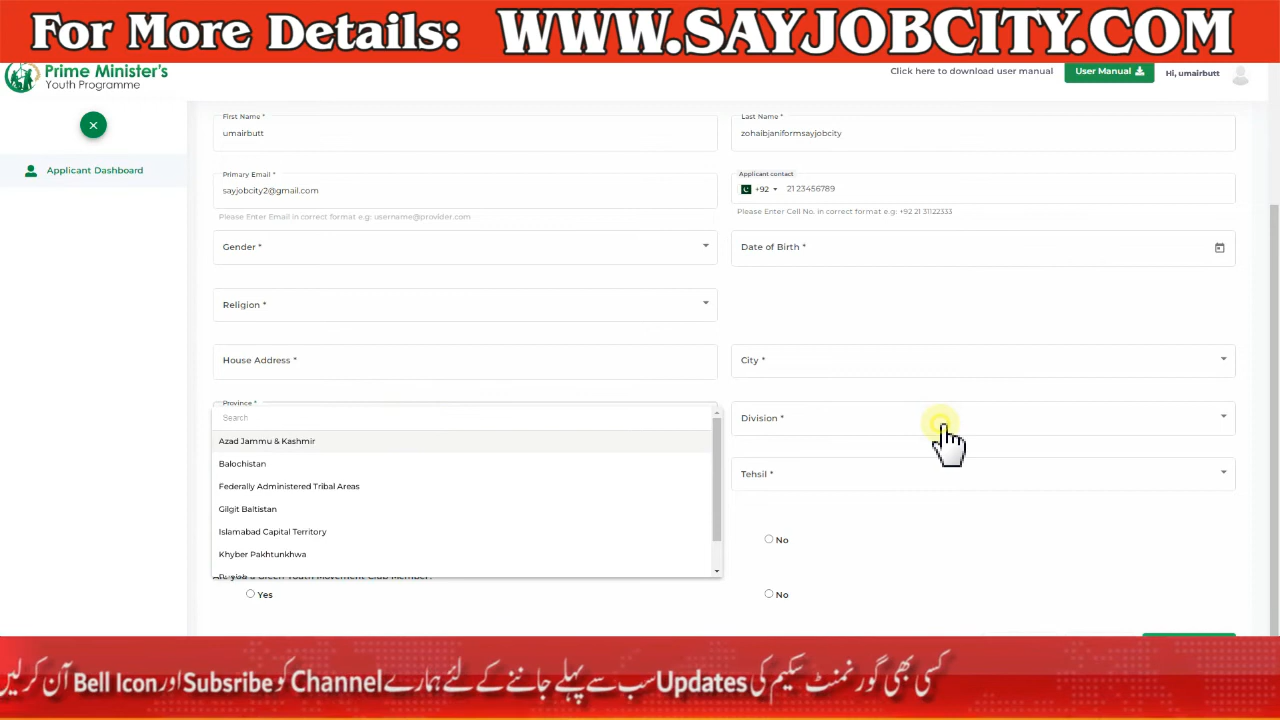 For More Details: WWW.SAYJOBCITY.COM
Prime Minister's
Youth Programme
Click here to download user manual
User Manual
Hi, umairbutt
Applicant Dashboard
First Name *
umairbutt
Last Name *
zohaibjaniformsayjobcity
Primary Email *
sayjobcity2@gmail.com
Please Enter Email in correct format e.g: username@provider.com
Applicant contact
+92 21 23456789
Please Enter Cell No. in correct format e.g: +92 21 31122333
Gender *
Date of Birth *
Religion *
House Address *
City *
Province *
Search
Azad Jammu & Kashmir
Balochistan
Federally Administered Tribal Areas
Gilgit Baltistan
Islamabad Capital Territory
Khyber Pakhtunkhwa
Punjab
Division *
Tehsil *
No
Yes
No
کسی بھی گورنمنٹ سکیم کی Updates سب سے پہلے جاننے کے لئے ہمارے Channel کو Subsribe اور Bell Icon آن کر لیں